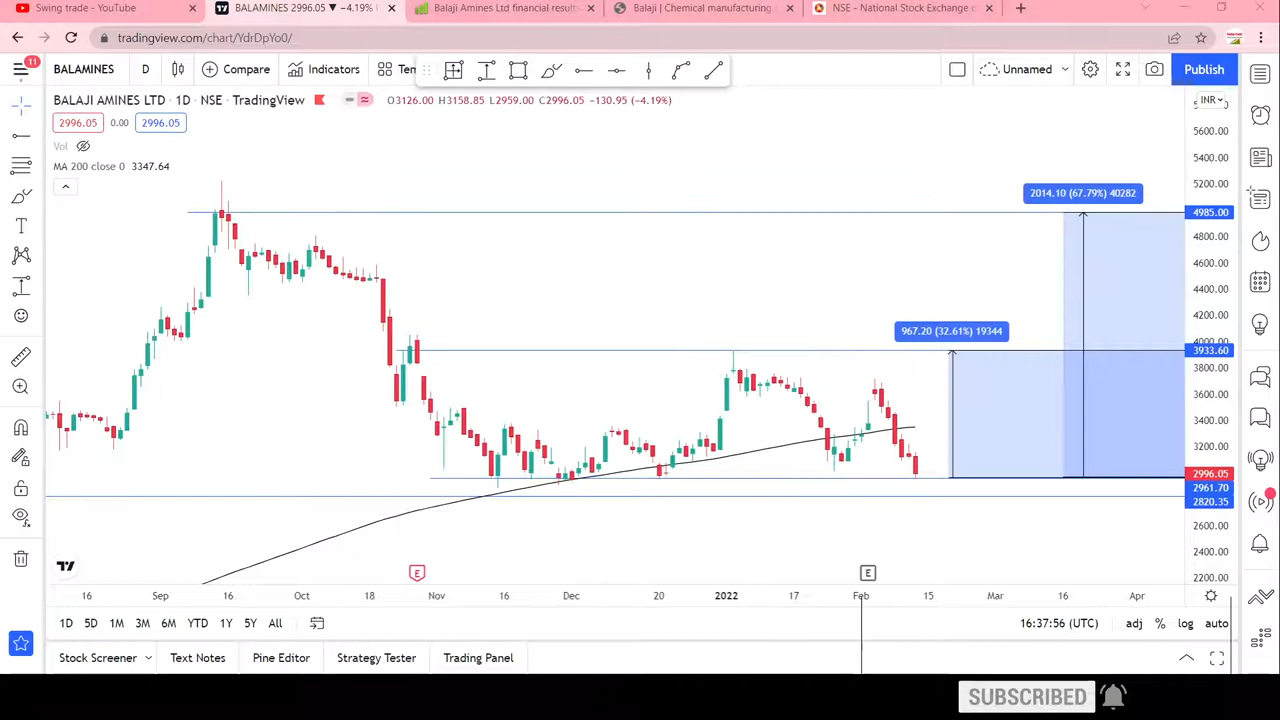 Swing trade - YouTube
BALAMINES 2996.05 ▼ −4.19%
Balaji Amines Ltd financial result
Balaji | Chemical manufacturing
NSE - National Stock Exchange
tradingview.com/chart/YdrDpYo0/
11
BALAMINES
D
Compare
Indicators
Tem
Unnamed
Publish
BALAJI AMINES LTD · 1D · NSE · TradingView
O3126.00 H3158.85 L2959.00 C2996.05 −130.95 (−4.19%)
INR
2996.05
0.00
2996.05
Vol
MA 200 close 0 3347.64
5600.00
5400.00
5200.00
2014.10 (67.79%) 40282
4985.00
4800.00
4600.00
4400.00
4200.00
4000.00
967.20 (32.61%) 19344
3933.60
3800.00
3600.00
3400.00
3200.00
2996.05
2961.70
2820.35
2600.00
2400.00
2200.00
E
E
16
Sep
16
Oct
18
Nov
16
Dec
20
2022
17
Feb
15
Mar
16
Apr
1D
5D
1M
3M
6M
YTD
1Y
5Y
All
16:37:56 (UTC)
adj
%
log
auto
Stock Screener
Text Notes
Pine Editor
Strategy Tester
Trading Panel
SUBSCRIBED